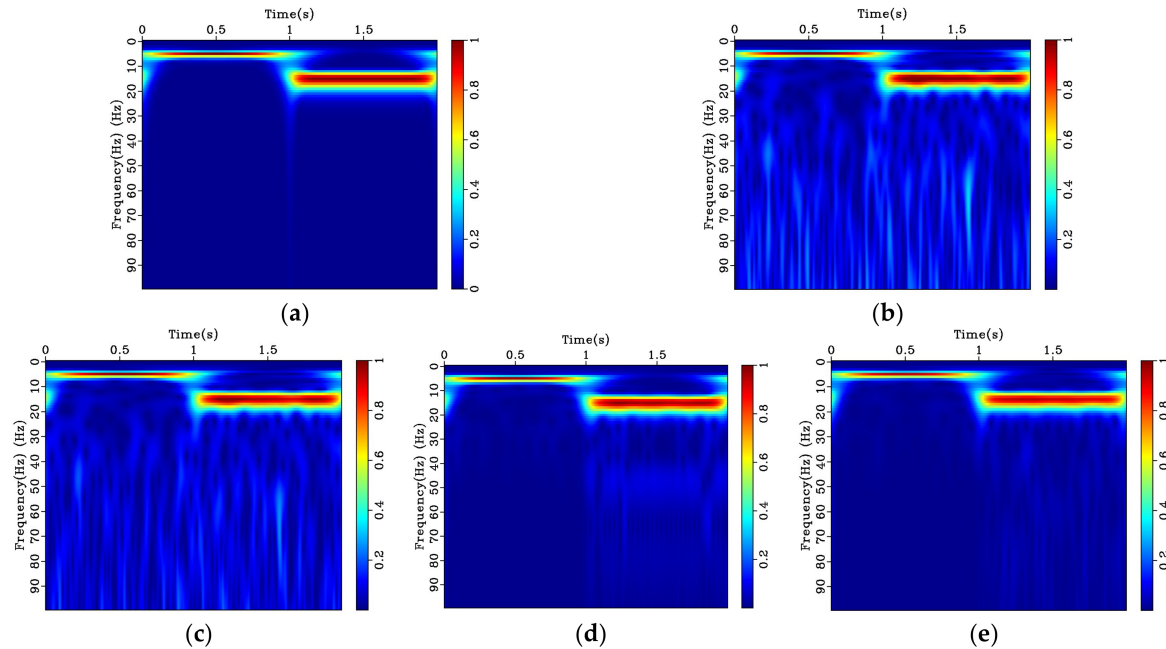 Time(s)
0 0.5 1 1.5
Frequency(Hz) (Hz)
0 10 20 30 40 50 60 70 80 90
0 0.2 0.4 0.6 0.8 1
(a)
Time(s)
0 0.5 1 1.5
Frequency(Hz) (Hz)
0 10 20 30 40 50 60 70 80 90
0.2 0.4 0.6 0.8 1
(b)
Time(s)
0 0.5 1 1.5
Frequency(Hz) (Hz)
0 10 20 30 40 50 60 70 80 90
0.2 0.4 0.6 0.8 1
(c)
Time(s)
0 0.5 1 1.5
Frequency(Hz) (Hz)
0 10 20 30 40 50 60 70 80 90
0.2 0.4 0.6 0.8 1
(d)
Time(s)
0 0.5 1 1.5
Frequency(Hz) (Hz)
0 10 20 30 40 50 60 70 80 90
0.2 0.4 0.6 0.8 1
(e)